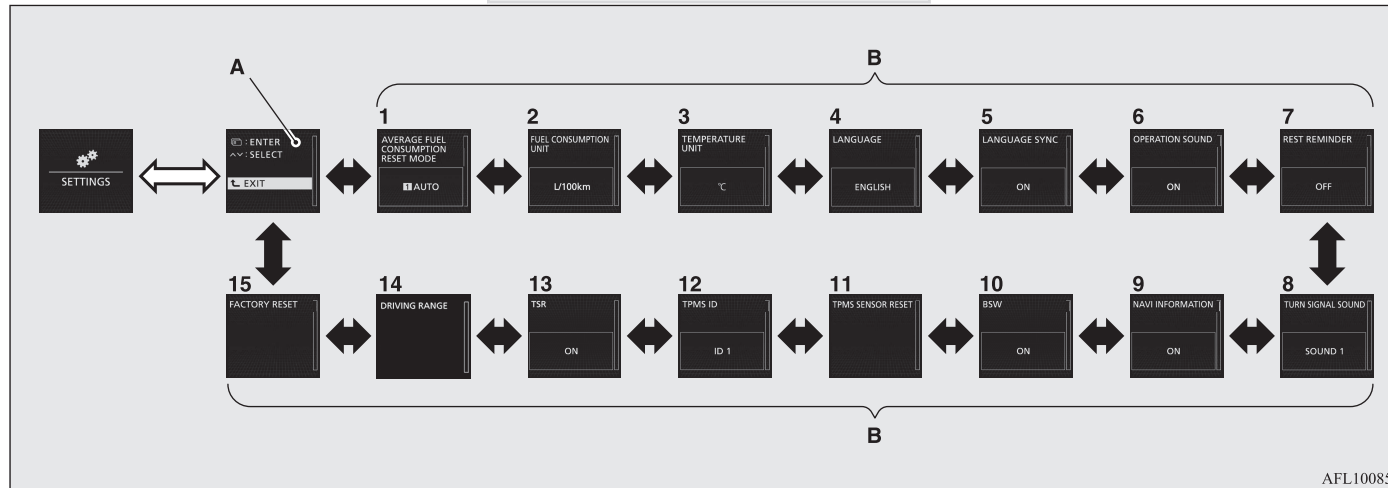 A
B
1
2
3
4
5
6
7
SETTINGS
: ENTER
: SELECT
EXIT
AVERAGE FUEL
CONSUMPTION
RESET MODE
1 AUTO
FUEL CONSUMPTION
UNIT
L/100km
TEMPERATURE
UNIT
℃
LANGUAGE
ENGLISH
LANGUAGE SYNC
ON
OPERATION SOUND
ON
REST REMINDER
OFF
15
14
13
12
11
10
9
8
FACTORY RESET
DRIVING RANGE
TSR
ON
TPMS ID
ID 1
TPMS SENSOR RESET
BSW
ON
NAVI INFORMATION
ON
TURN SIGNAL SOUND
SOUND 1
B
AFL10085